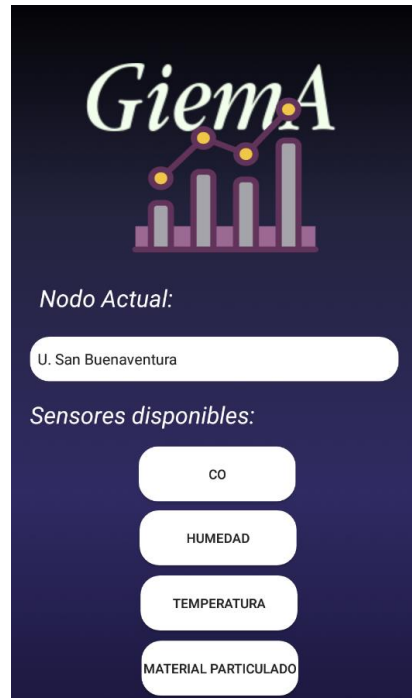 GiemA
Nodo Actual:
U. San Buenaventura
Sensores disponibles:
CO
HUMEDAD
TEMPERATURA
MATERIAL PARTICULADO